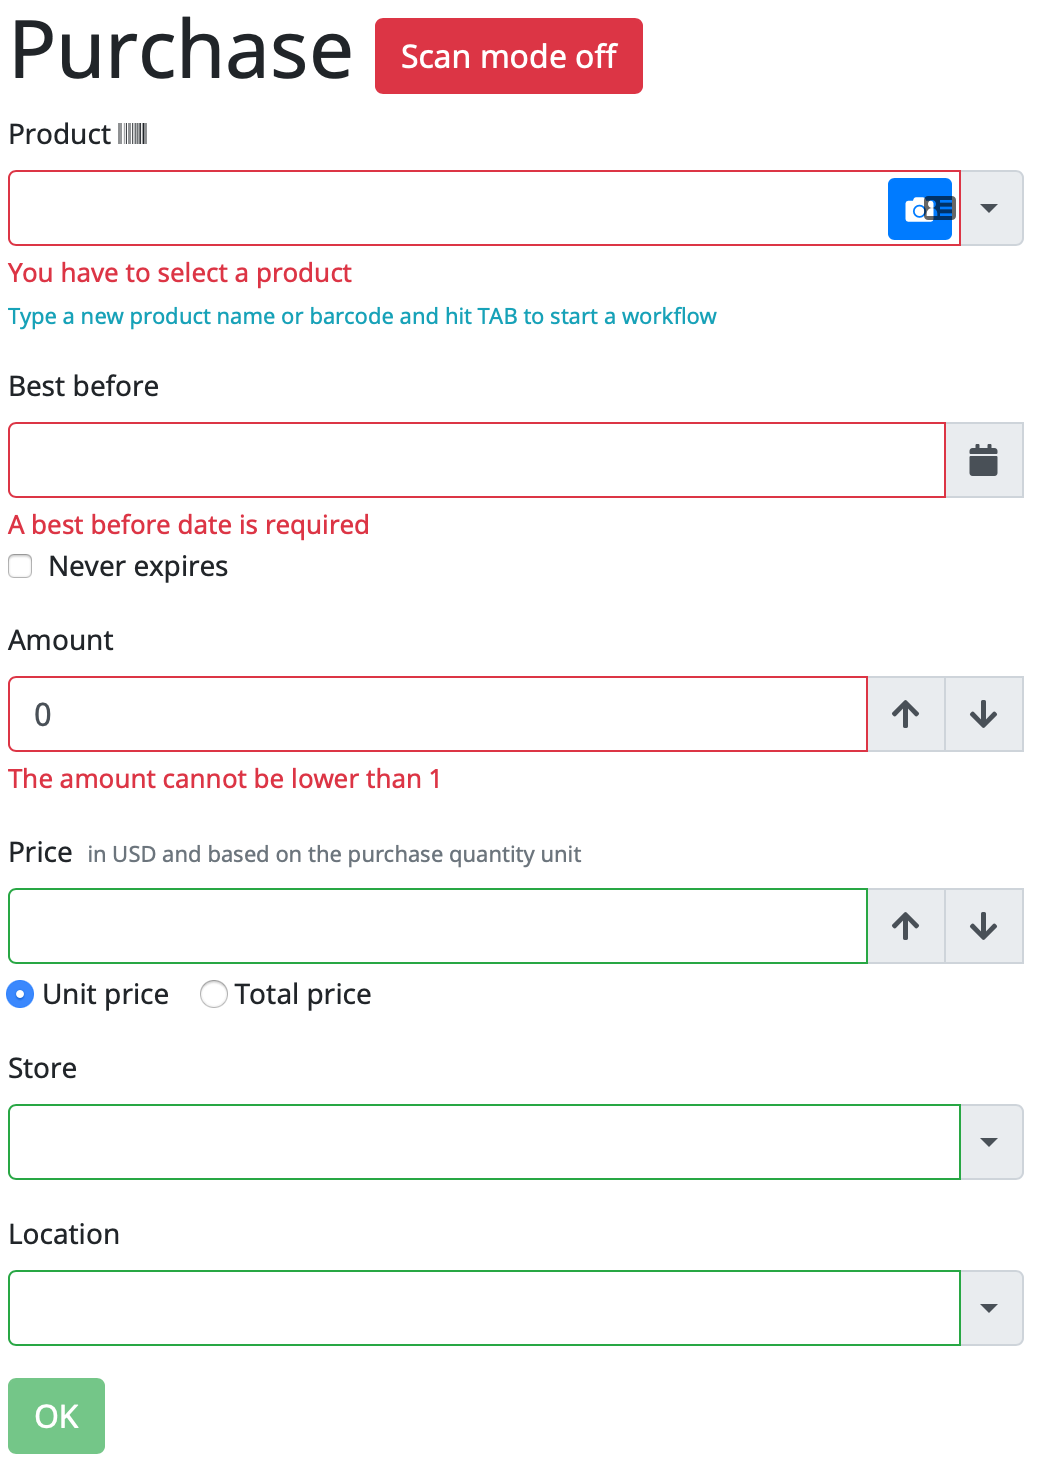 Purchase Scan mode off
Product
You have to select a product
Type a new product name or barcode and hit TAB to start a workflow
Best before
A best before date is required
Never expires
Amount
0
The amount cannot be lower than 1
Price in USD and based on the purchase quantity unit
Unit price Total price
Store
Location
OK